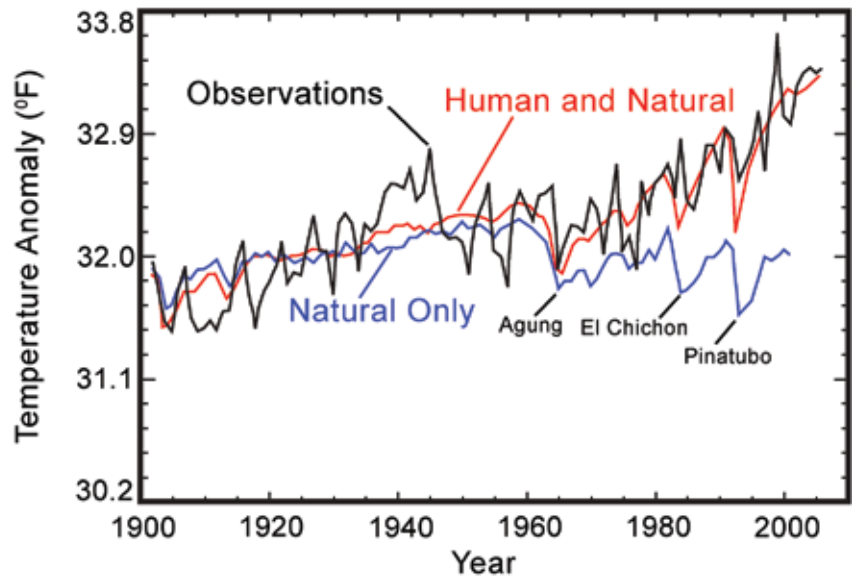 33.8
32.9
32.0
31.1
30.2
Temperature Anomaly (⁰F)
Observations
Human and Natural
Natural Only
Agung
El Chichon
Pinatubo
1900 1920 1940 1960 1980 2000
Year